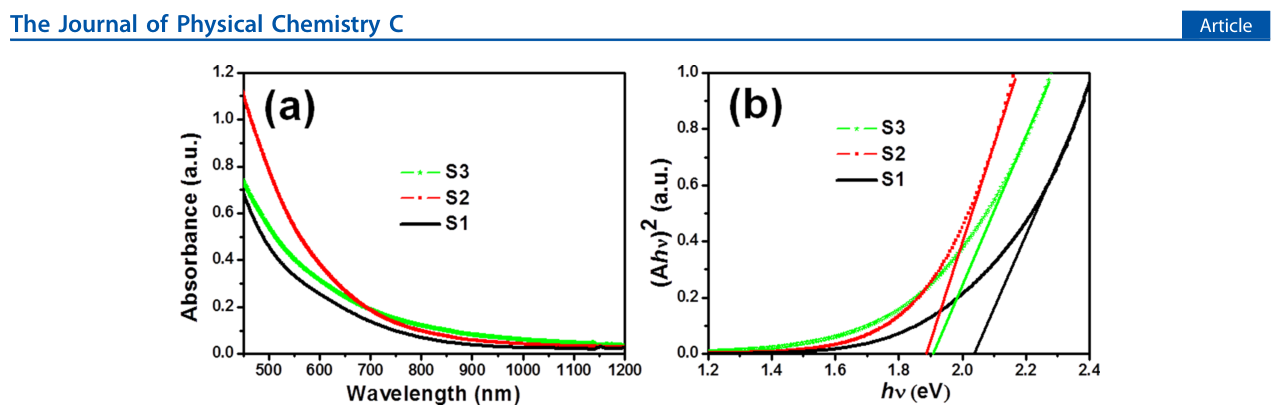 The Journal of Physical Chemistry C
Article
(a)
Absorbance (a.u.)
1.2
1.0
0.8
0.6
0.4
0.2
0.0
S3
S2
S1
500 600 700 800 900 1000 1100 1200
Wavelength (nm)
(b)
(Ahν)² (a.u.)
1.0
0.8
0.6
0.4
0.2
0.0
S3
S2
S1
1.2 1.4 1.6 1.8 2.0 2.2 2.4
hν (eV)